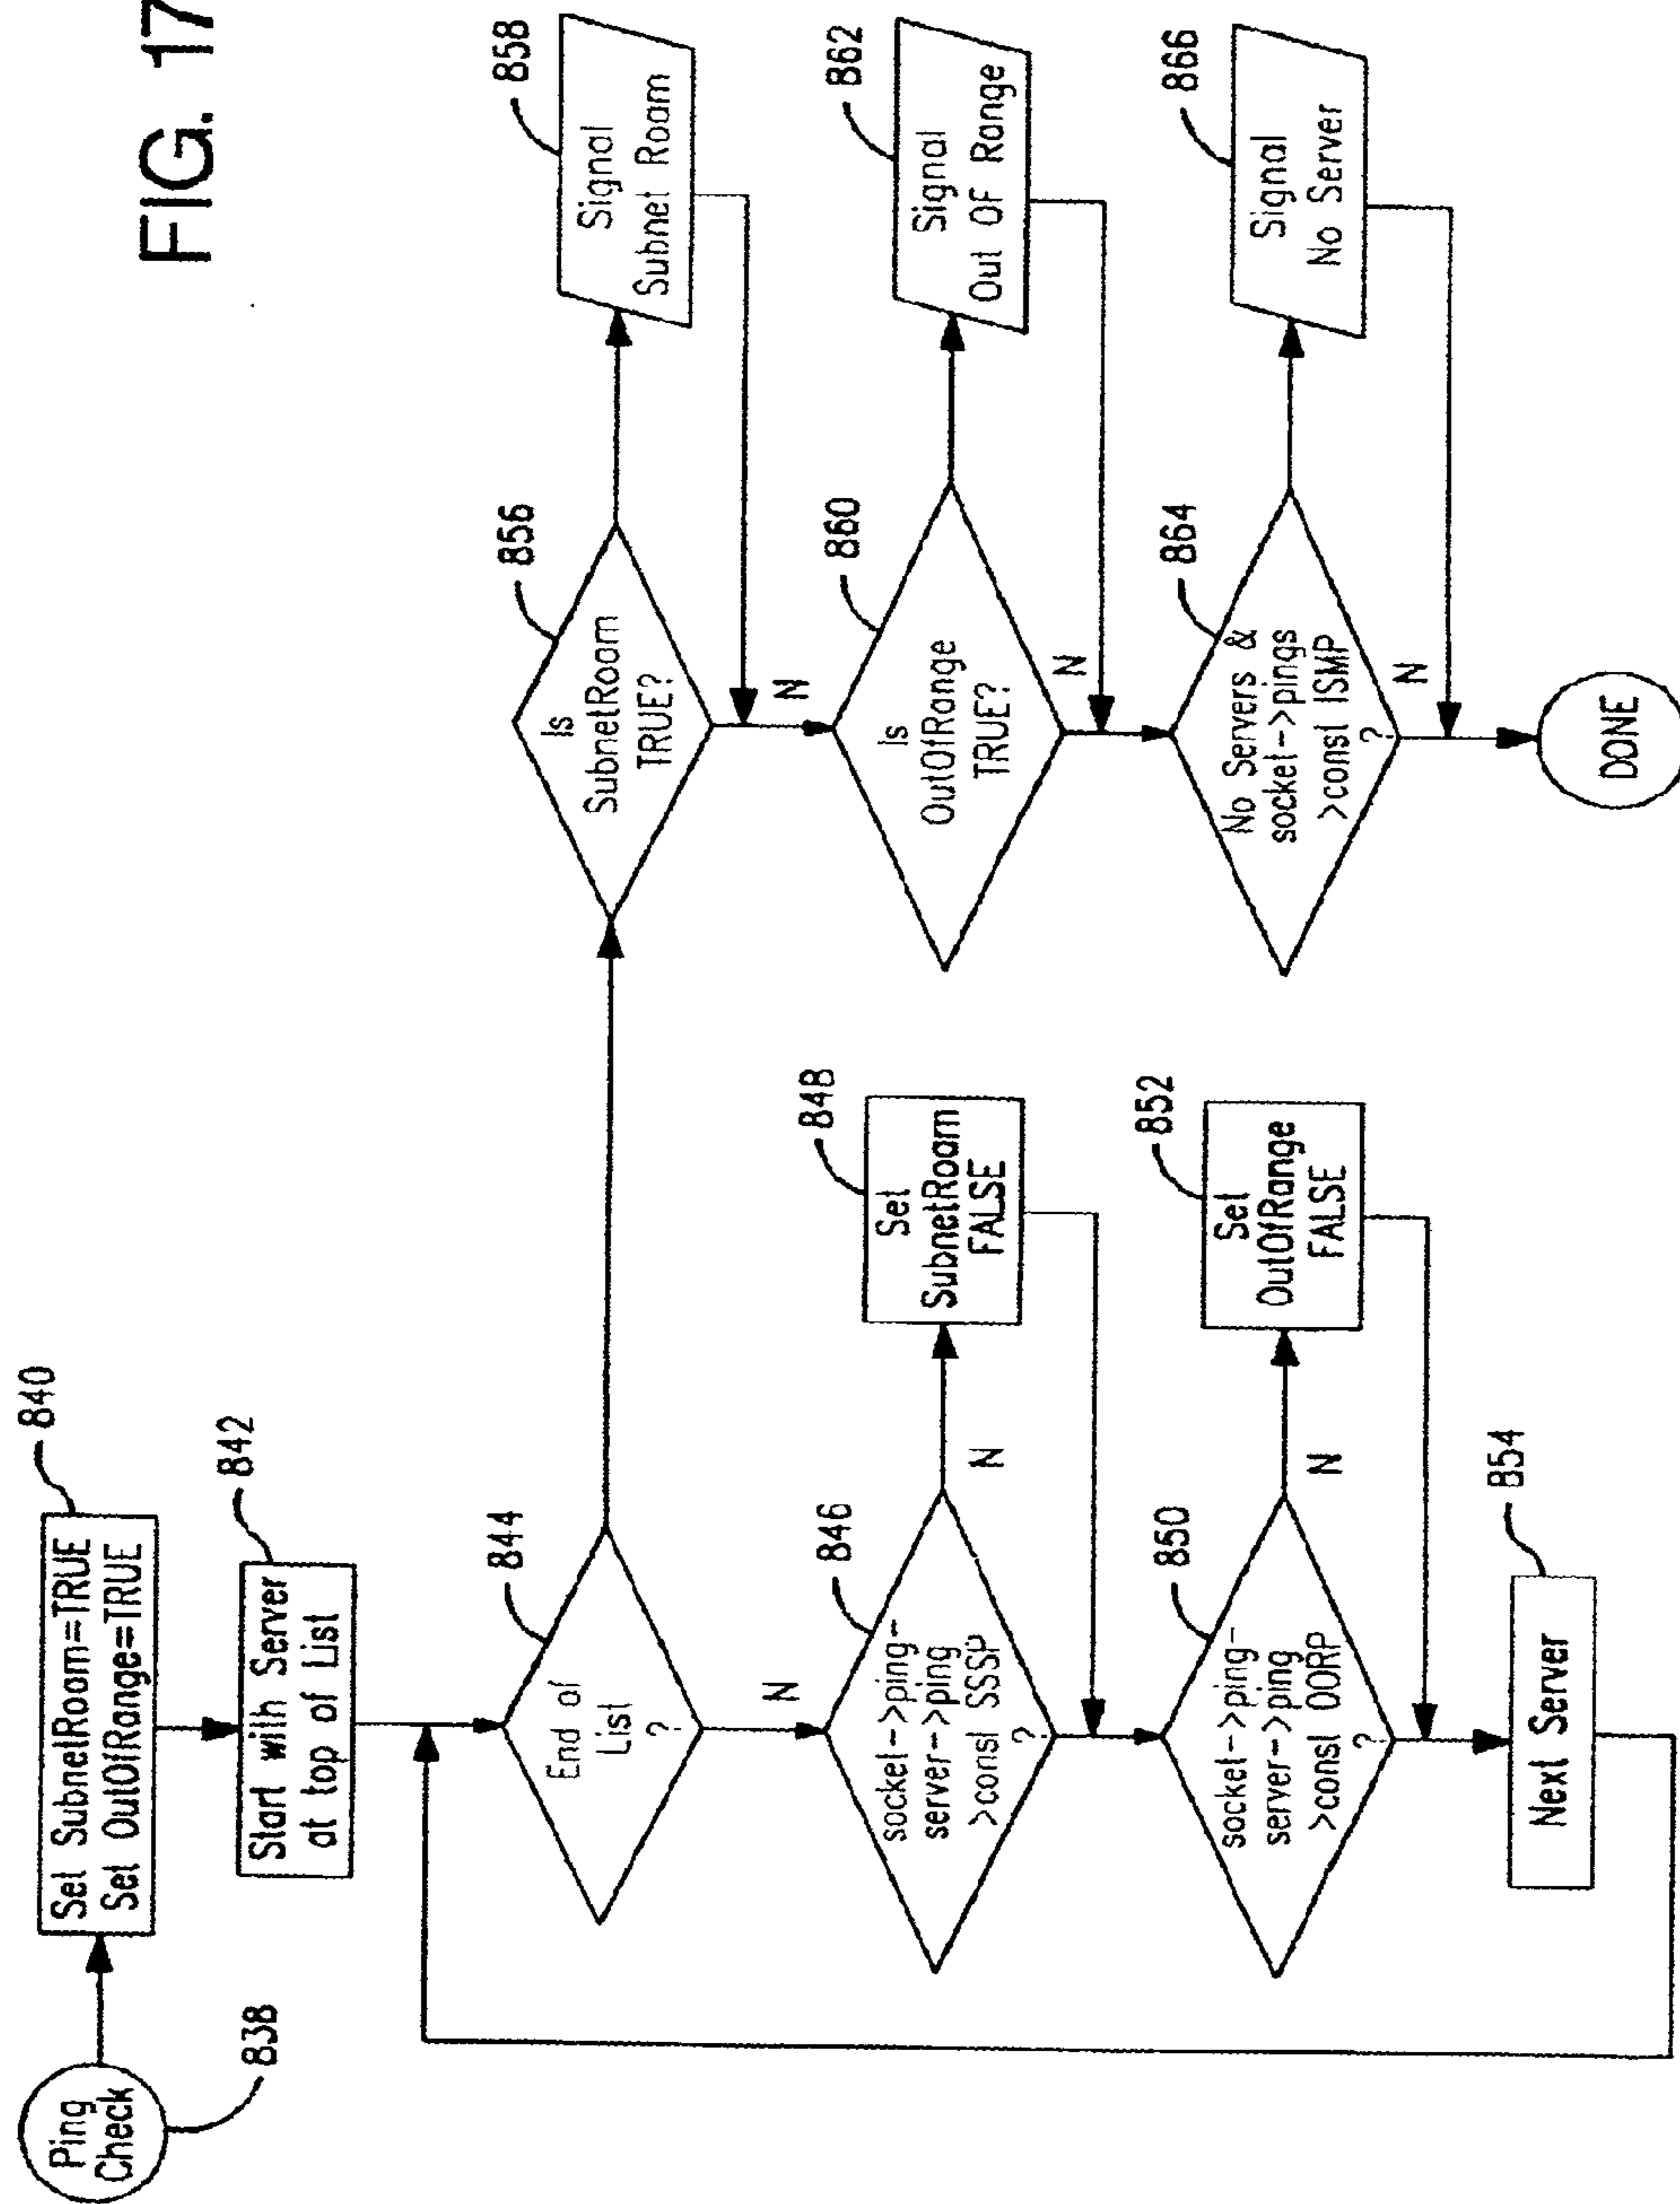 FIG. 17
Ping
Check
838
Set SubnetRoam=TRUE
Set OutOfRange=TRUE
840
Start with Server
at top of List
842
End of
List
?
844
N
socket->ping-
server->ping
>const SSSP
?
846
N
Set
SubnetRoam
FALSE
848
socket->ping-
server->ping
>const OORP
?
850
N
Set
OutOfRange
FALSE
852
Next Server
854
Is
SubnetRoam
TRUE?
856
N
Signal
Subnet Roam
858
Is
OutOfRange
TRUE?
860
N
Signal
Out OF Range
862
No Servers &
socket->pings
>const ISMP
?
864
N
Signal
No Server
866
DONE